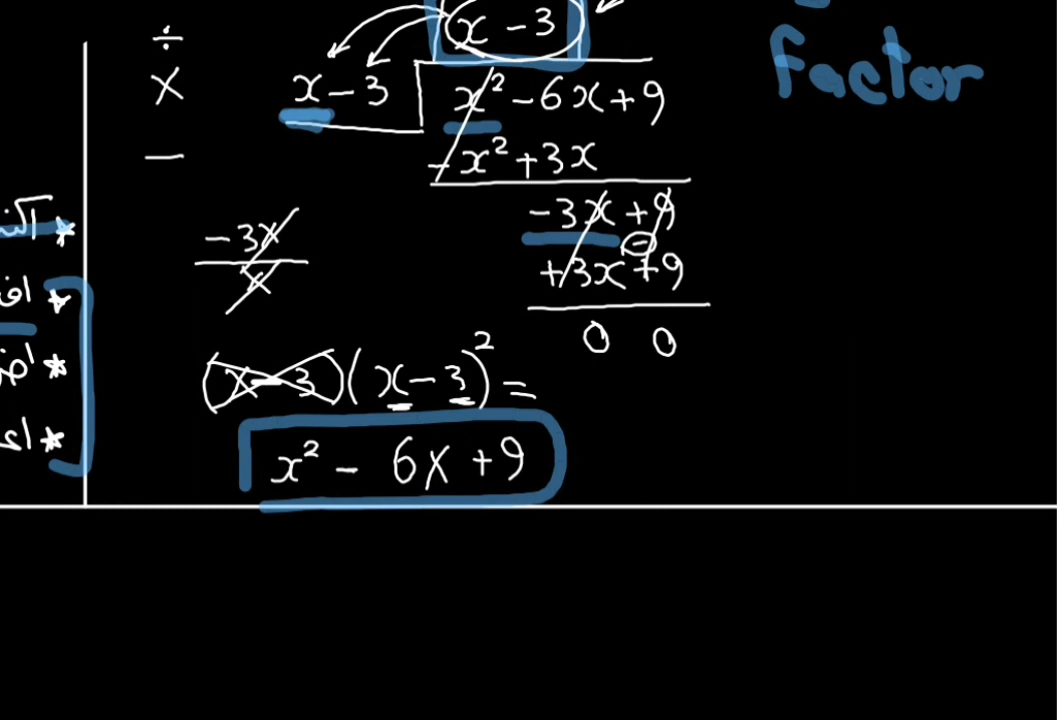 x - 3
Factor
÷
×
—
x - 3
x² - 6x + 9
- x² + 3x
- 3x + 9
-
+ 3x + 9
0 0
- 3x
x
(x - 3)(x - 3)² =
x² - 6x + 9